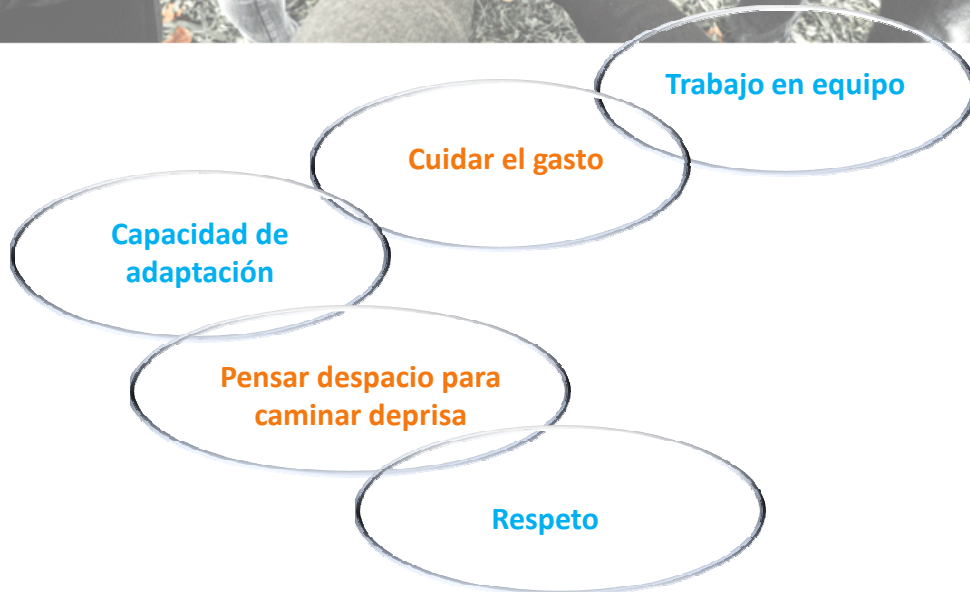 Trabajo en equipo
Cuidar el gasto
Capacidad de
adaptación
Pensar despacio para
caminar deprisa
Respeto